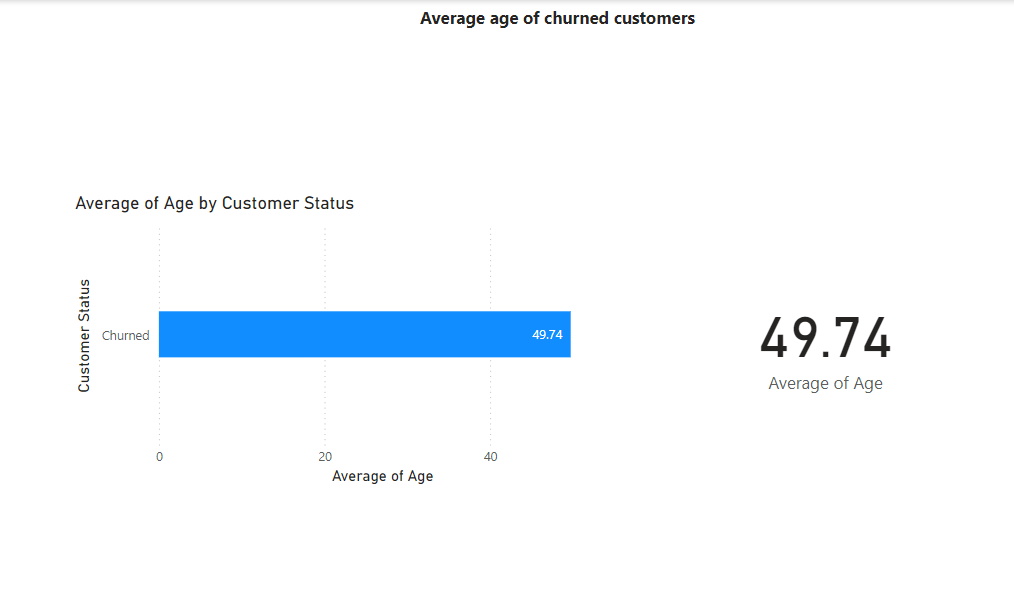 Average age of churned customers
Average of Age by Customer Status
Customer Status
Churned
49.74
0
20
40
Average of Age
49.74
Average of Age